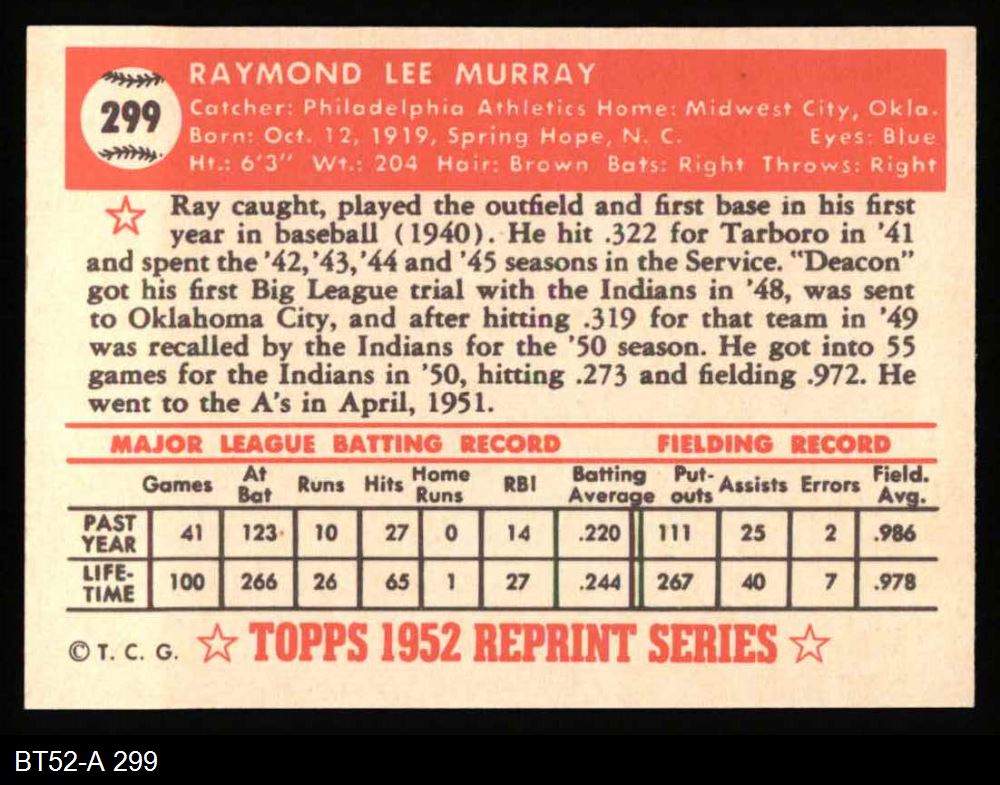 299
RAYMOND LEE MURRAY
Catcher: Philadelphia Athletics Home: Midwest City, Okla.
Born: Oct. 12, 1919, Spring Hope, N. C. Eyes: Blue
Ht.: 6'3" Wt.: 204 Hair: Brown Bats: Right Throws: Right
Ray caught, played the outfield and first base in his first
year in baseball (1940). He hit .322 for Tarboro in '41
and spent the '42, '43, '44 and '45 seasons in the Service. "Deacon"
got his first Big League trial with the Indians in '48, was sent
to Oklahoma City, and after hitting .319 for that team in '49
was recalled by the Indians for the '50 season. He got into 55
games for the Indians in '50, hitting .273 and fielding .972. He
went to the A's in April, 1951.
MAJOR LEAGUE BATTING RECORD FIELDING RECORD
Games At Bat Runs Hits Home Runs RBI Batting Average Put-outs Assists Errors Field. Avg.
PAST YEAR 41 123 10 27 0 14 .220 111 25 2 .986
LIFE-TIME 100 266 26 65 1 27 .244 267 40 7 .978
© T. C. G. ☆ TOPPS 1952 REPRINT SERIES ☆
BT52-A 299